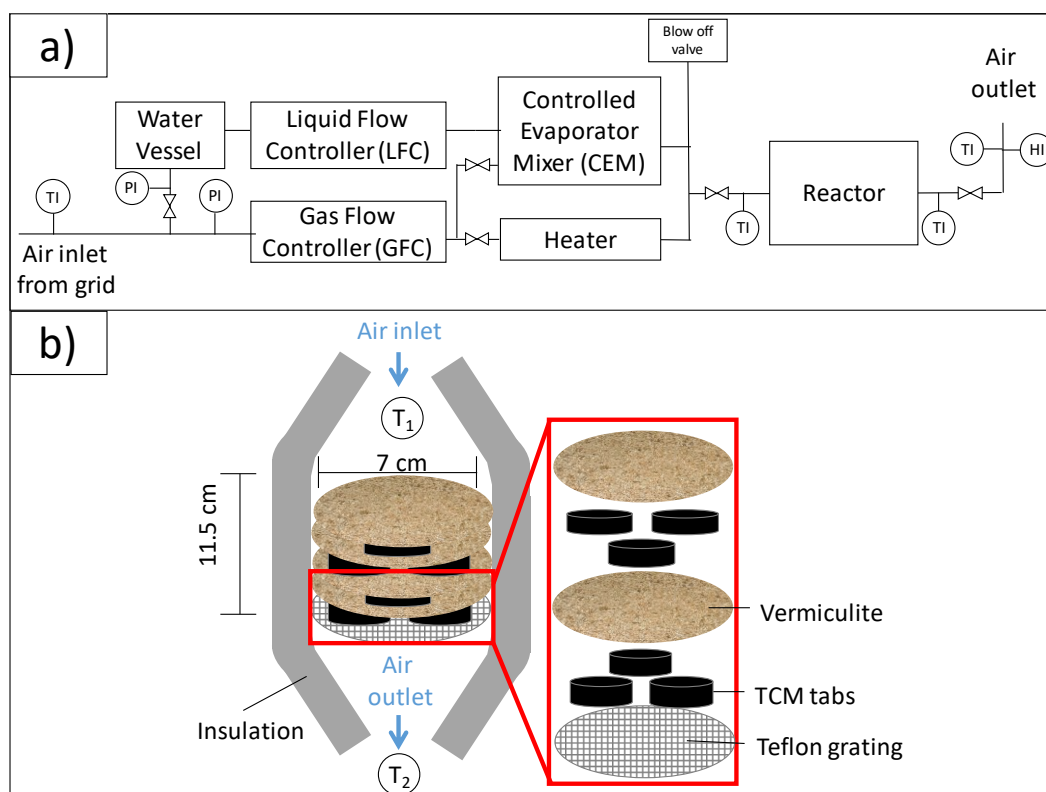 a)
Blow off
valve
Air
outlet
Water
Vessel
Liquid Flow
Controller (LFC)
Controlled
Evaporator
Mixer (CEM)
TI
HI
TI
PI
PI
Reactor
Gas Flow
Controller (GFC)
Heater
TI
TI
Air inlet
from grid
b)
Air inlet
T1
7 cm
11.5 cm
Vermiculite
Air
outlet
TCM tabs
Insulation
Teflon grating
T2